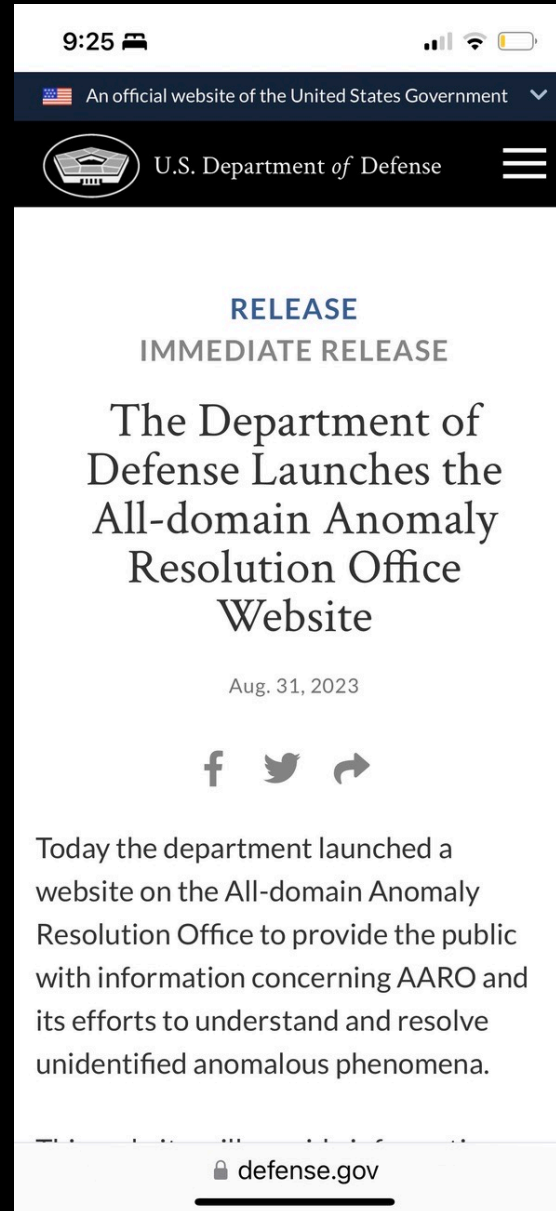 9:25
An official website of the United States Government
U.S. Department of Defense
RELEASE
IMMEDIATE RELEASE
The Department of
Defense Launches the
All-domain Anomaly
Resolution Office
Website
Aug. 31, 2023
Today the department launched a
website on the All-domain Anomaly
Resolution Office to provide the public
with information concerning AARO and
its efforts to understand and resolve
unidentified anomalous phenomena.
defense.gov